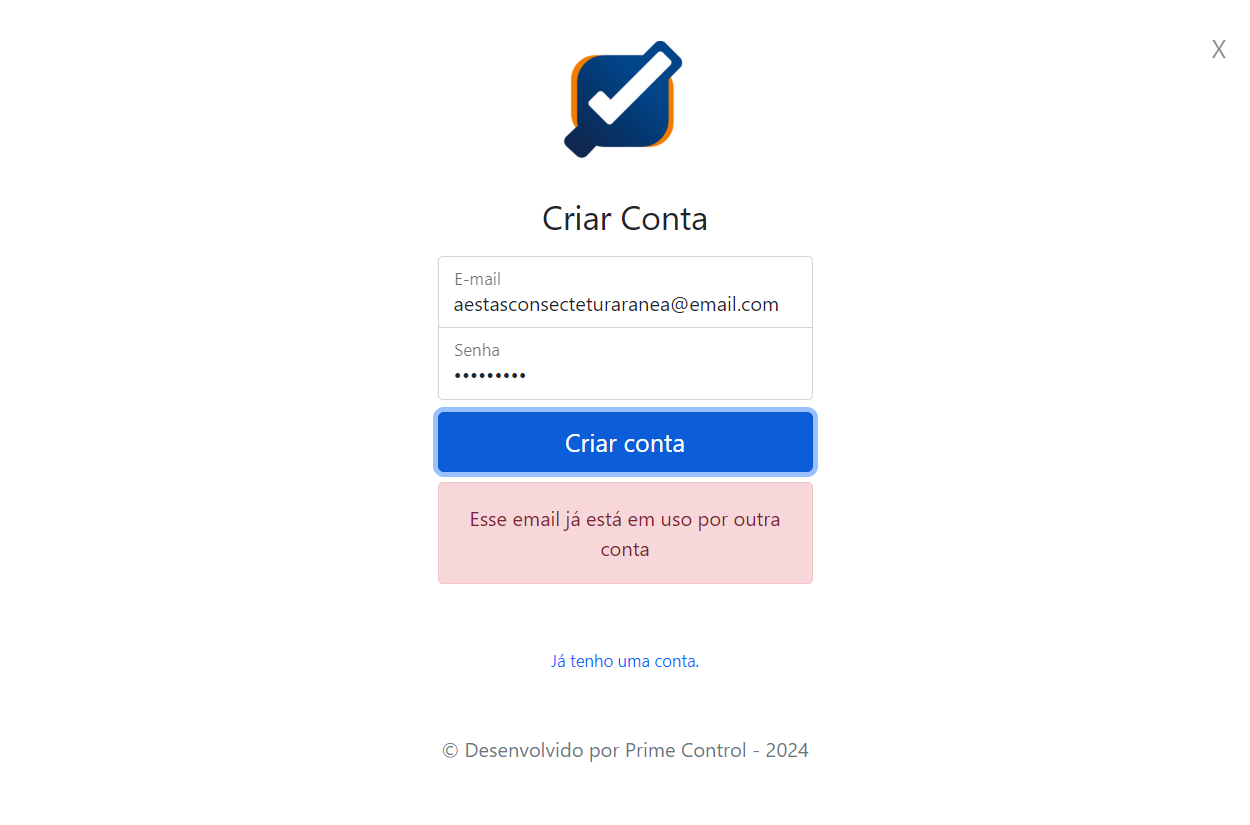 X
Criar Conta
E-mail
aestasconsecteturaranea@email.com
Senha
•••••••••
Criar conta
Esse email já está em uso por outra
conta
Já tenho uma conta.
© Desenvolvido por Prime Control - 2024